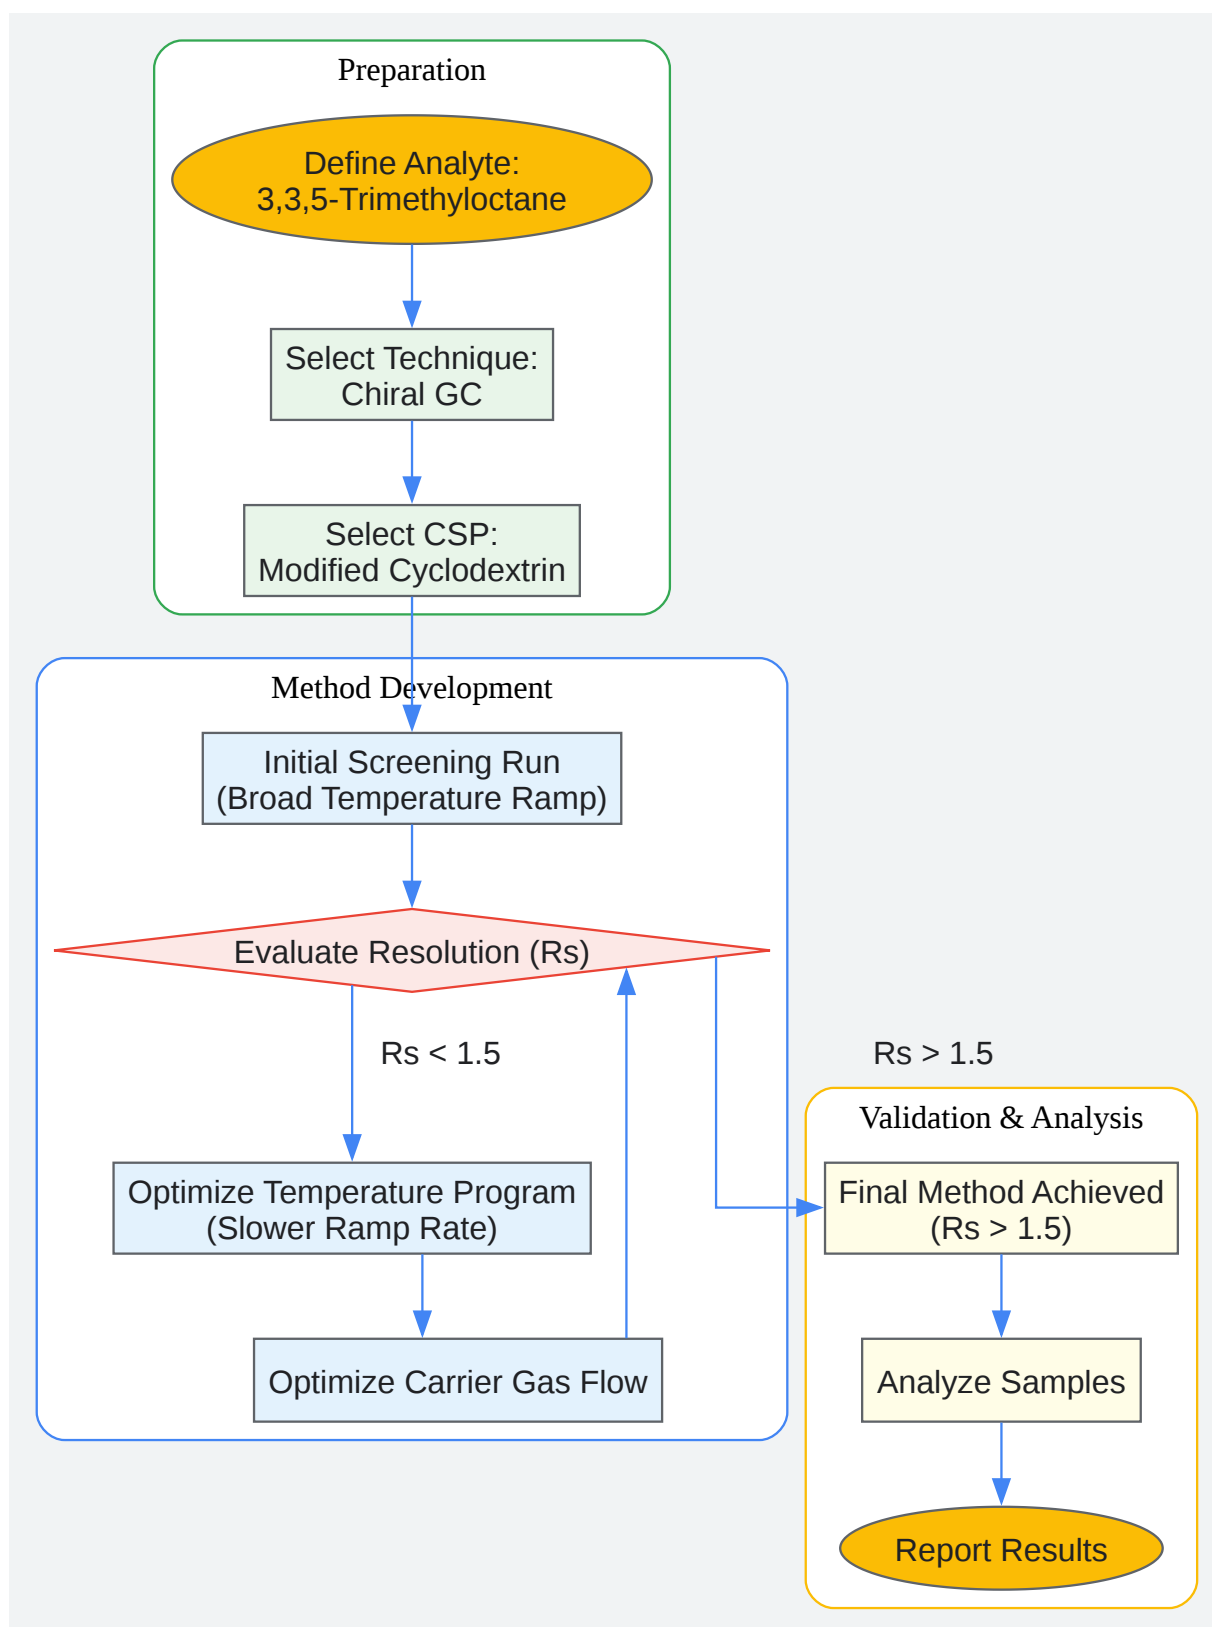 Preparation
Define Analyte:
3,3,5-Trimethyloctane
Select Technique:
Chiral GC
Select CSP:
Modified Cyclodextrin
Method Development
Initial Screening Run
(Broad Temperature Ramp)
Evaluate Resolution (Rs)
Rs < 1.5
Rs > 1.5
Optimize Temperature Program
(Slower Ramp Rate)
Optimize Carrier Gas Flow
Validation & Analysis
Final Method Achieved
(Rs > 1.5)
Analyze Samples
Report Results